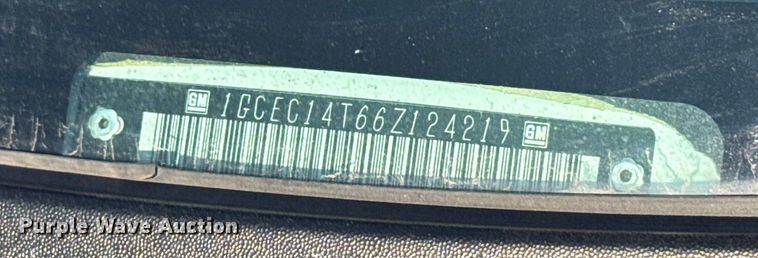 GM 1GCEC14T66Z124219 GM
Purple Wave Auction